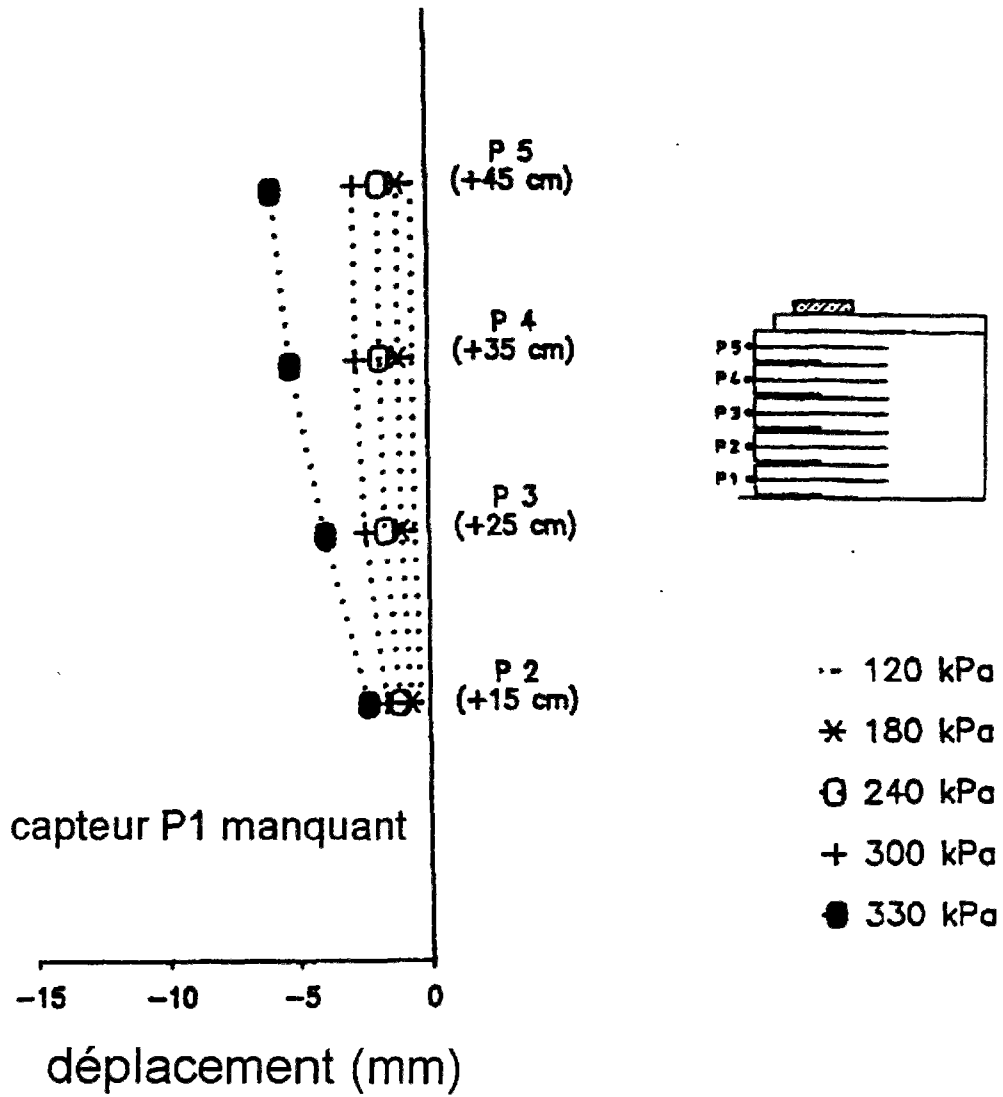 P 5
(+45 cm)
P 4
(+35 cm)
P 3
(+25 cm)
P 2
(+15 cm)
P5
P4
P3
P2
P1
120 kPa
180 kPa
240 kPa
300 kPa
330 kPa
capteur P1 manquant
-15 -10 -5 0
déplacement (mm)